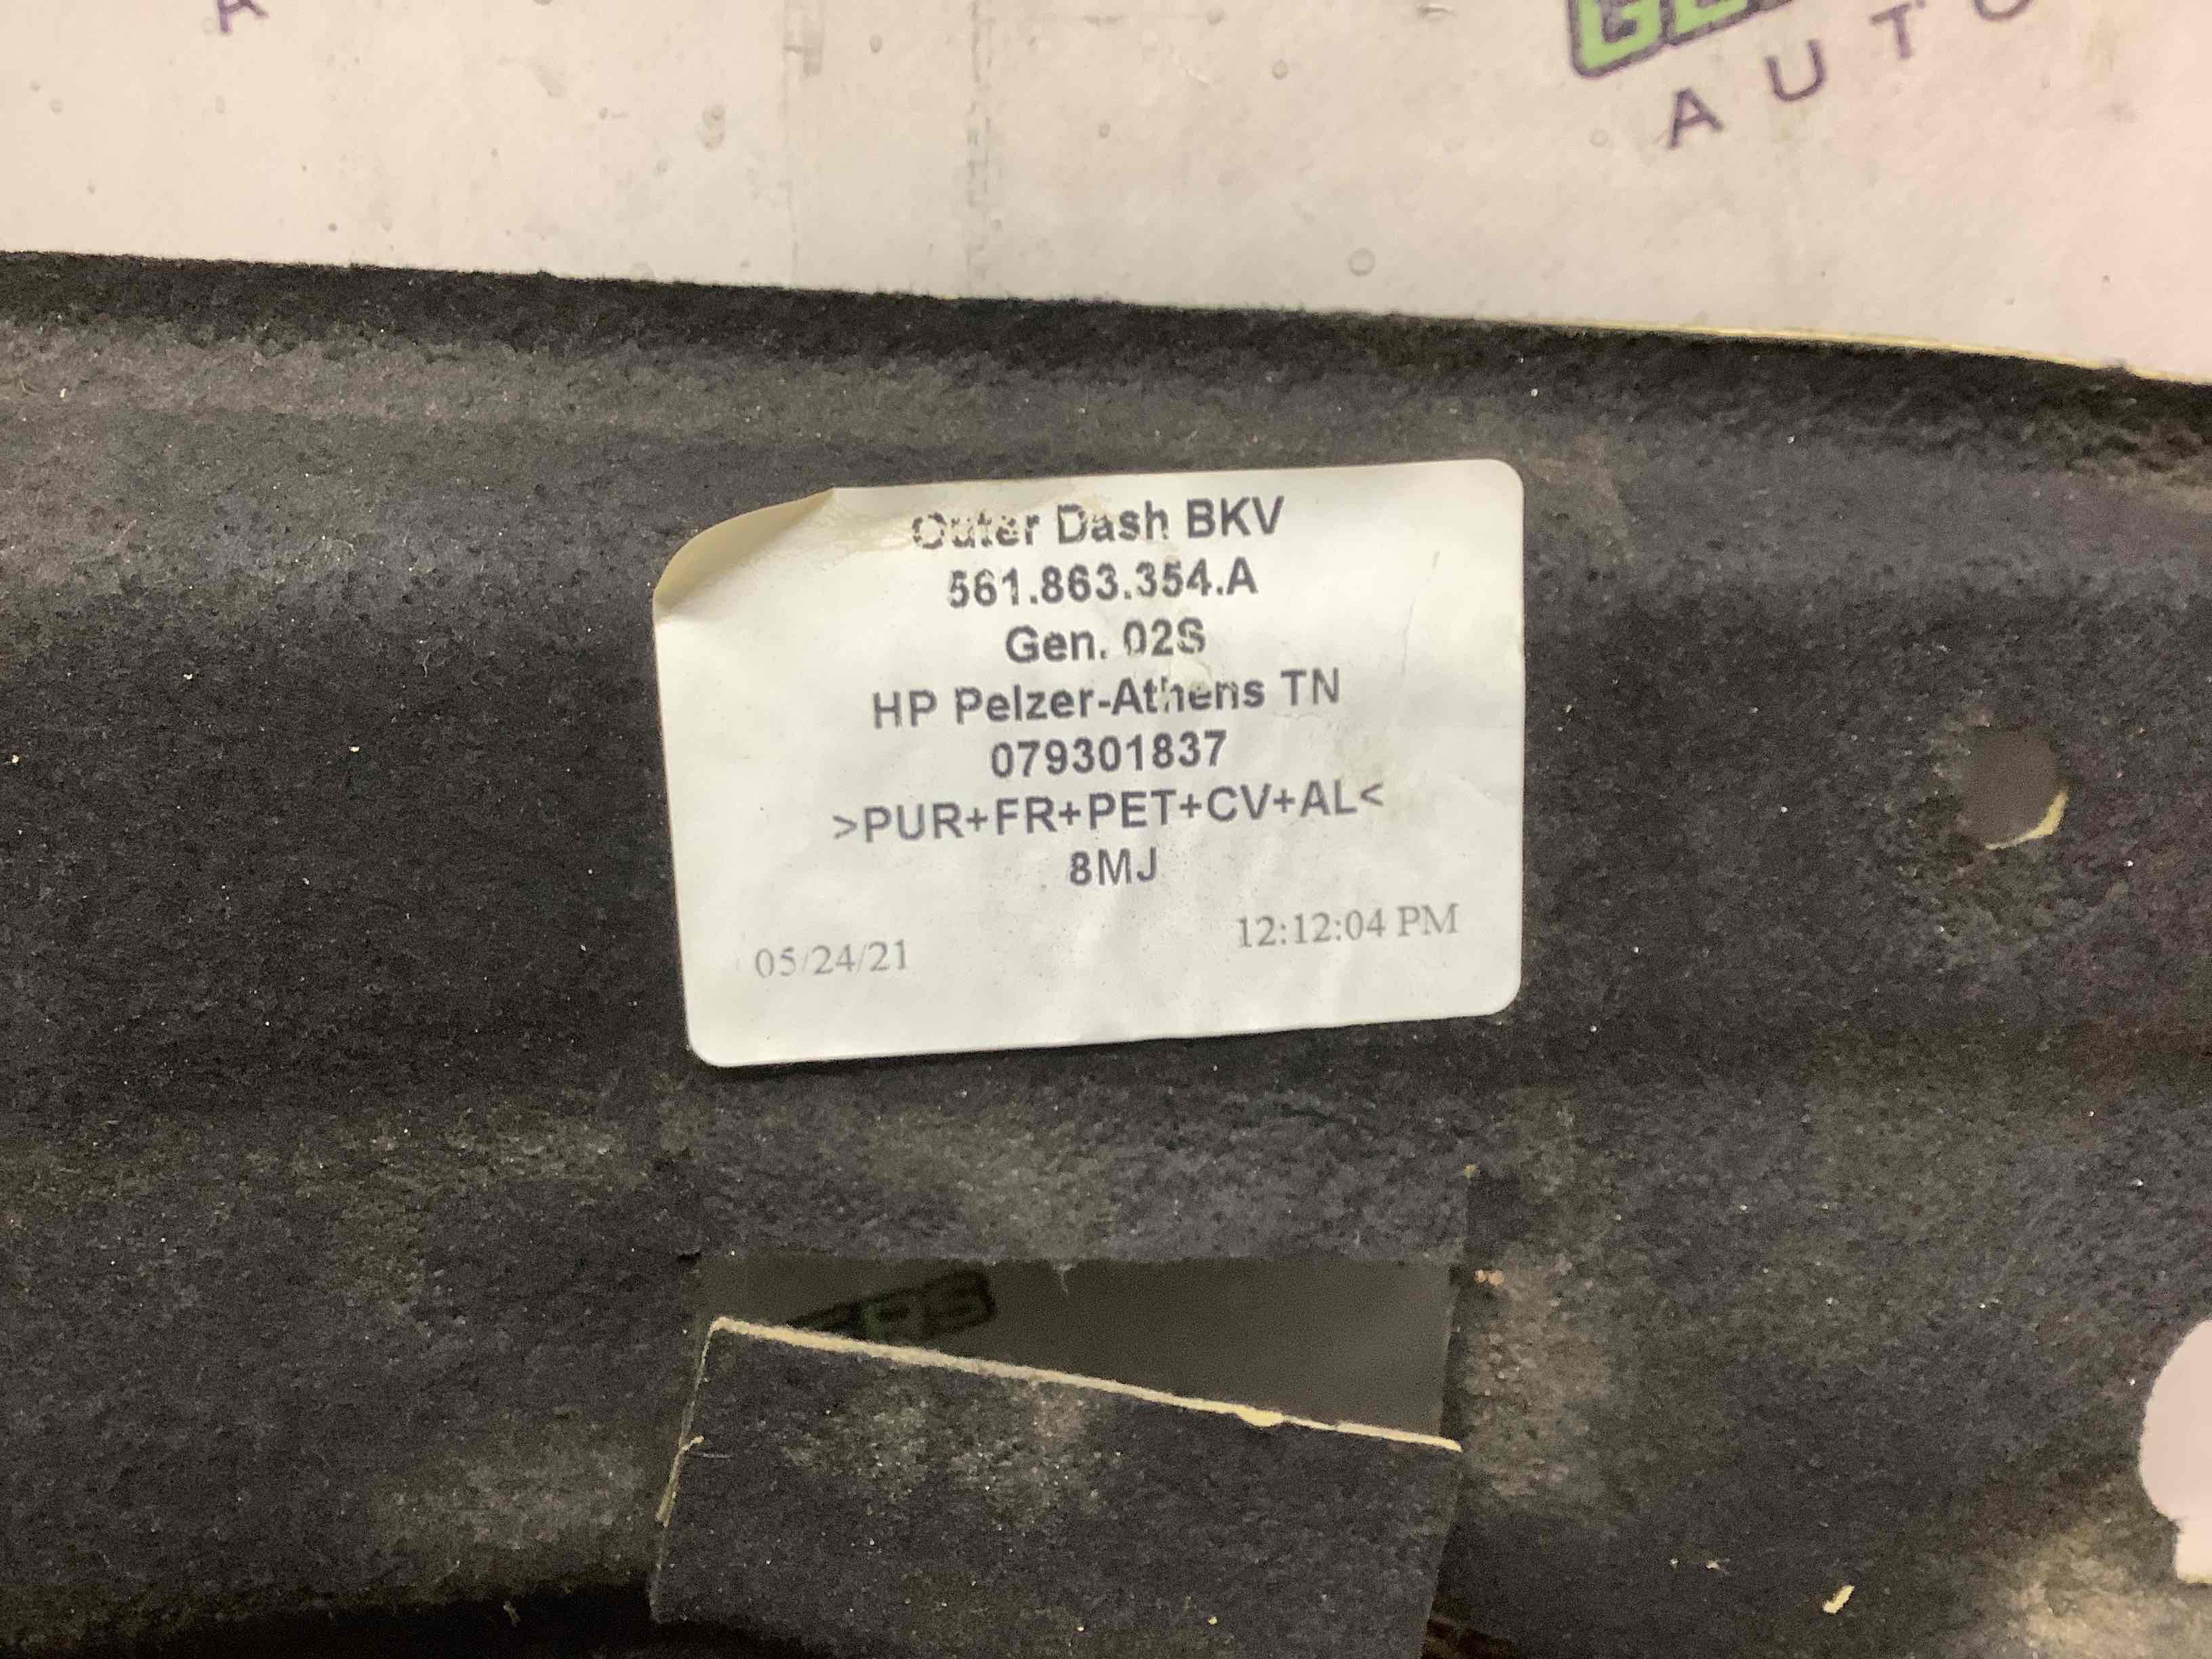 A
AUTO
Outer Dash BKV
561.863.354.A
Gen. 02S
HP Pelzer-Athens TN
079301837
>PUR+FR+PET+CV+AL<
8MJ
05/24/21
12:12:04 PM